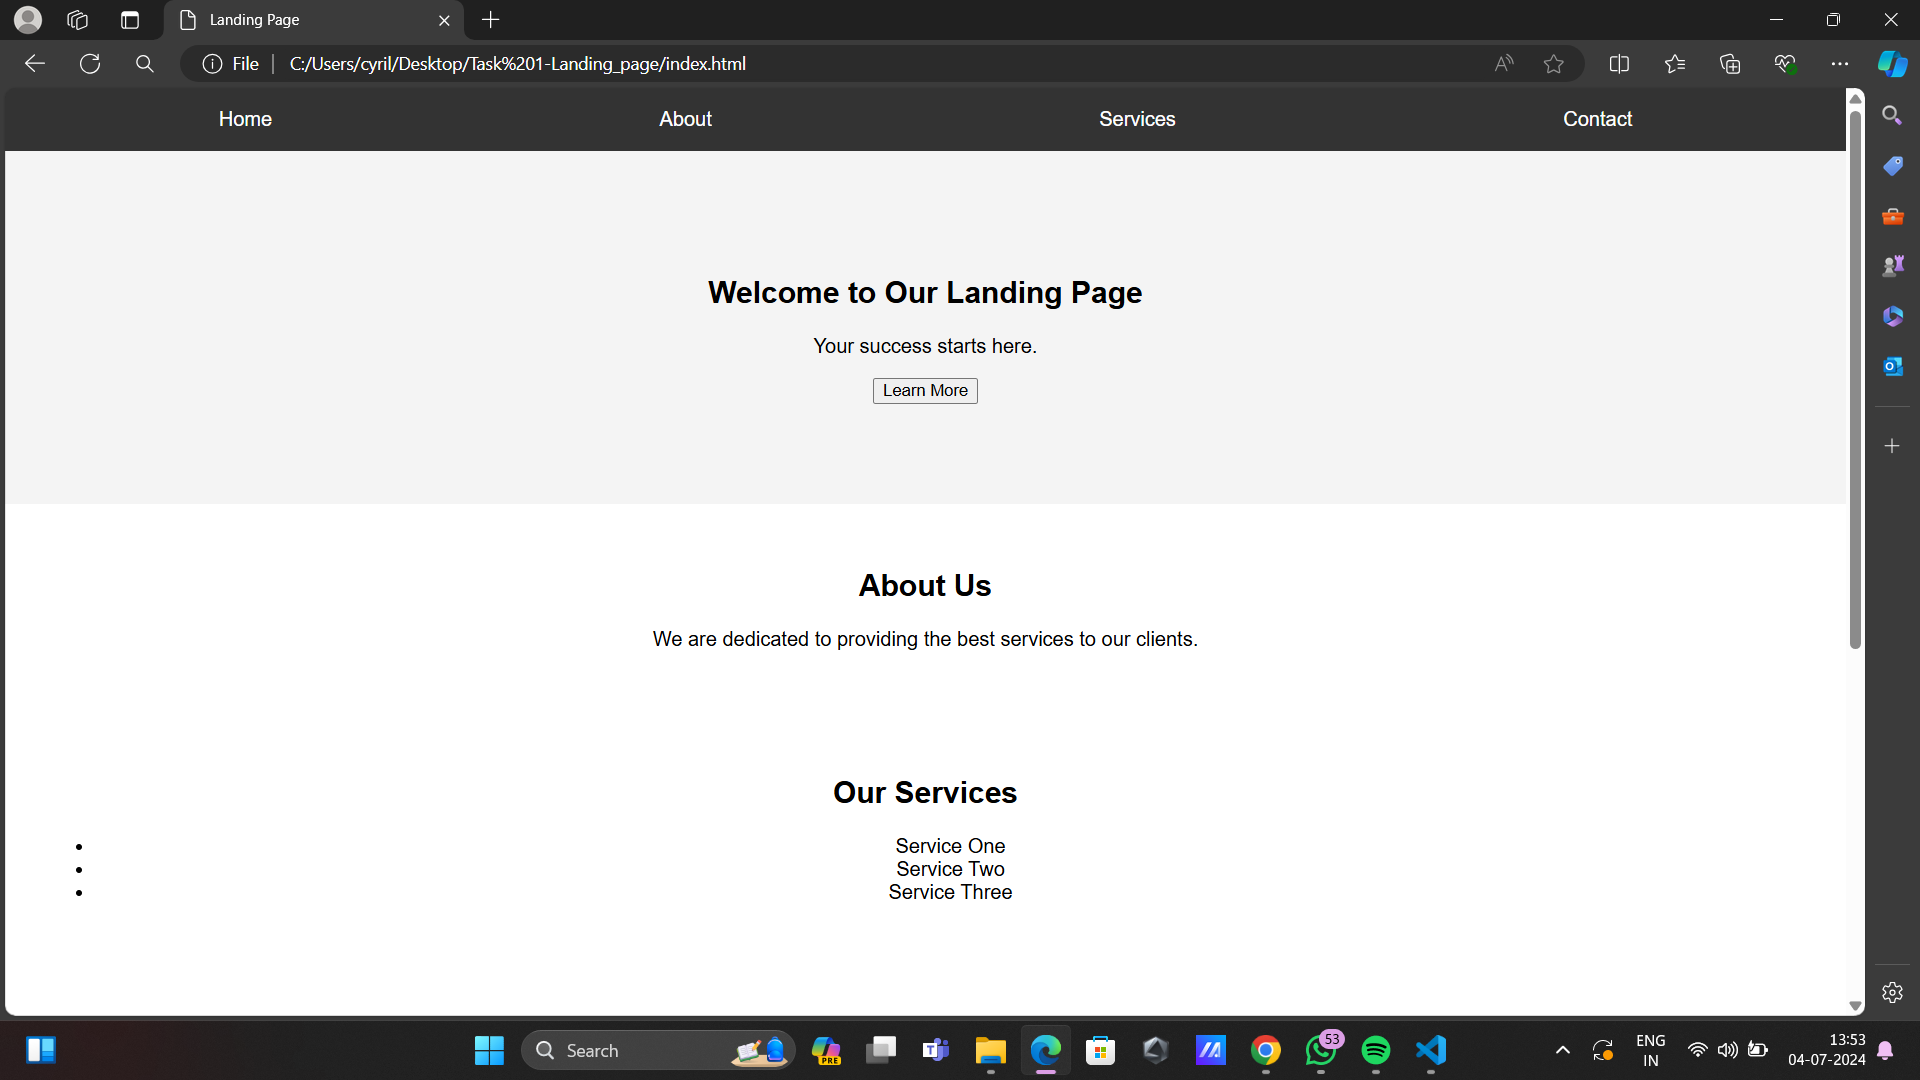 Landing Page
File
C:/Users/cyril/Desktop/Task%201-Landing_page/index.html
Home About Services Contact
Welcome to Our Landing Page
Your success starts here.
Learn More
About Us
We are dedicated to providing the best services to our clients.
Our Services
• Service One
• Service Two
• Service Three
Search
PRE
53
ENG
IN
13:53
04-07-2024